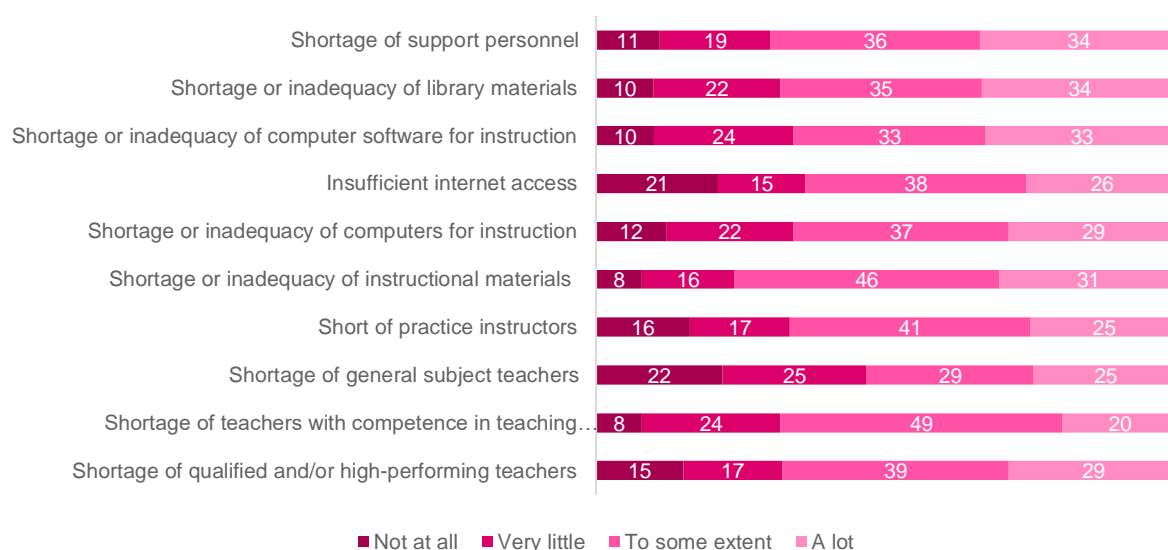 Shortage of support personnel 11 19 36 34
Shortage or inadequacy of library materials 10 22 35 34
Shortage or inadequacy of computer software for instruction 10 24 33 33
Insufficient internet access 21 15 38 26
Shortage or inadequacy of computers for instruction 12 22 37 29
Shortage or inadequacy of instructional materials 8 16 46 31
Short of practice instructors 16 17 41 25
Shortage of general subject teachers 22 25 29 25
Shortage of teachers with competence in teaching… 8 24 49 20
Shortage of qualified and/or high-performing teachers 15 17 39 29
Not at all Very little To some extent A lot